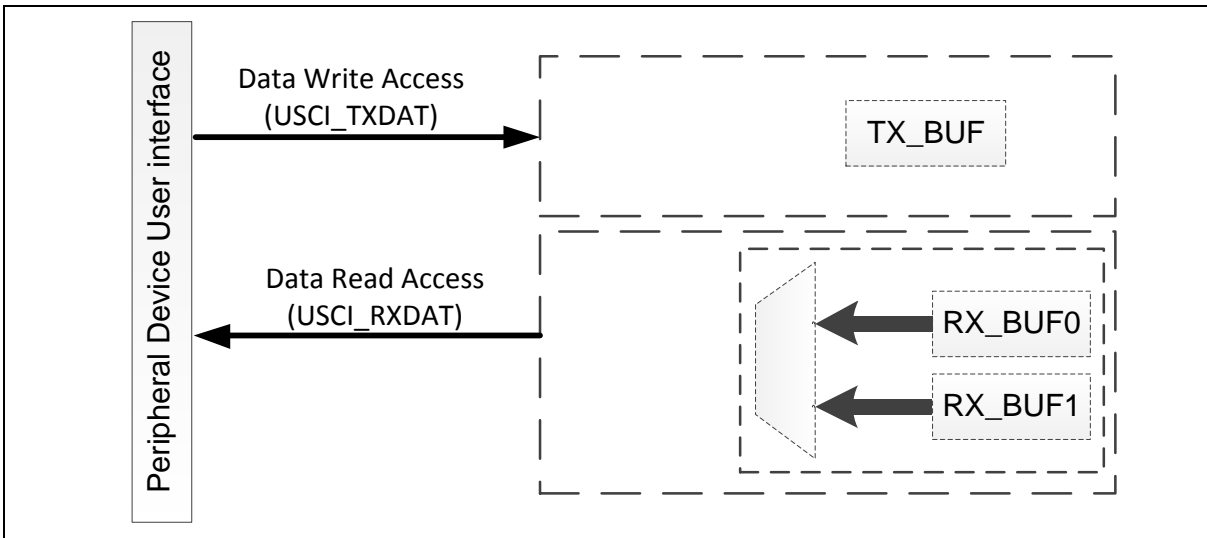 Peripheral Device User interface
Data Write Access
(USCI_TXDAT)
TX_BUF
Data Read Access
(USCI_RXDAT)
RX_BUF0
RX_BUF1